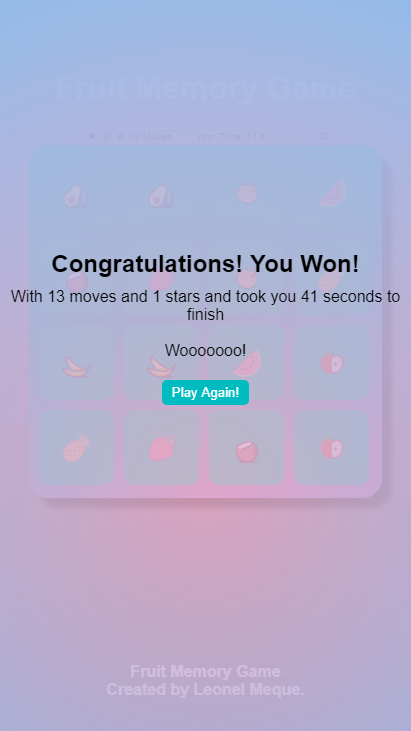 Fruit Memory Game
★ ☆ ☆ 13 Moves Your Time: 41 s
Congratulations! You Won!
With 13 moves and 1 stars and took you 41 seconds to
finish
Wooooooo!
Play Again!
Fruit Memory Game
Created by Leonel Meque.